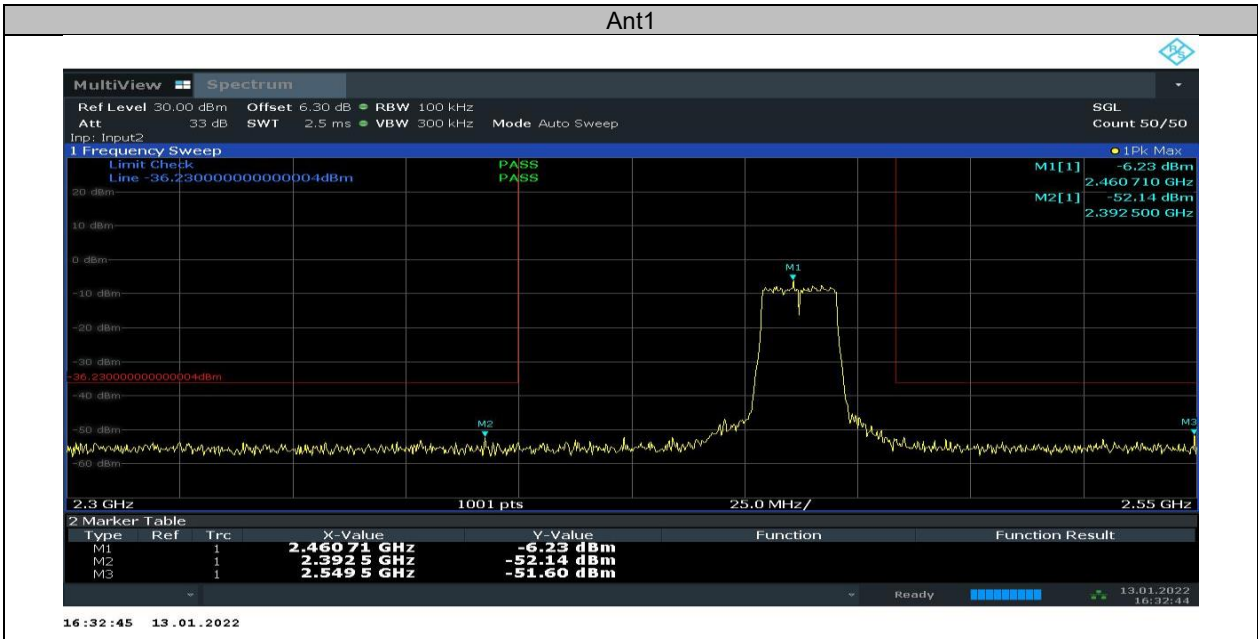 Ant1
R&S
MultiView Spectrum
Ref Level 30.00 dBm Offset 6.30 dB RBW 100 kHz SGL
Att 33 dB SWT 2.5 ms VBW 300 kHz Mode Auto Sweep Count 50/50
Inp: Input2
1 Frequency Sweep 1Pk Max
Limit Check PASS M1[1] -6.23 dBm
Line -36.230000000000004dBm PASS 2.460 710 GHz
20 dBm M2[1] -52.14 dBm
2.392 500 GHz
10 dBm
0 dBm
M1
-10 dBm
-20 dBm
-30 dBm
-36.230000000000004dBm
-40 dBm
M2
-50 dBm
M3
-60 dBm
2.3 GHz 1001 pts 25.0 MHz/ 2.55 GHz
2 Marker Table
Type Ref Trc X-Value Y-Value Function Function Result
M1 1 2.460 71 GHz -6.23 dBm
M2 1 2.392 5 GHz -52.14 dBm
M3 1 2.549 5 GHz -51.60 dBm
Ready 13.01.2022
16:32:44
16:32:45 13.01.2022